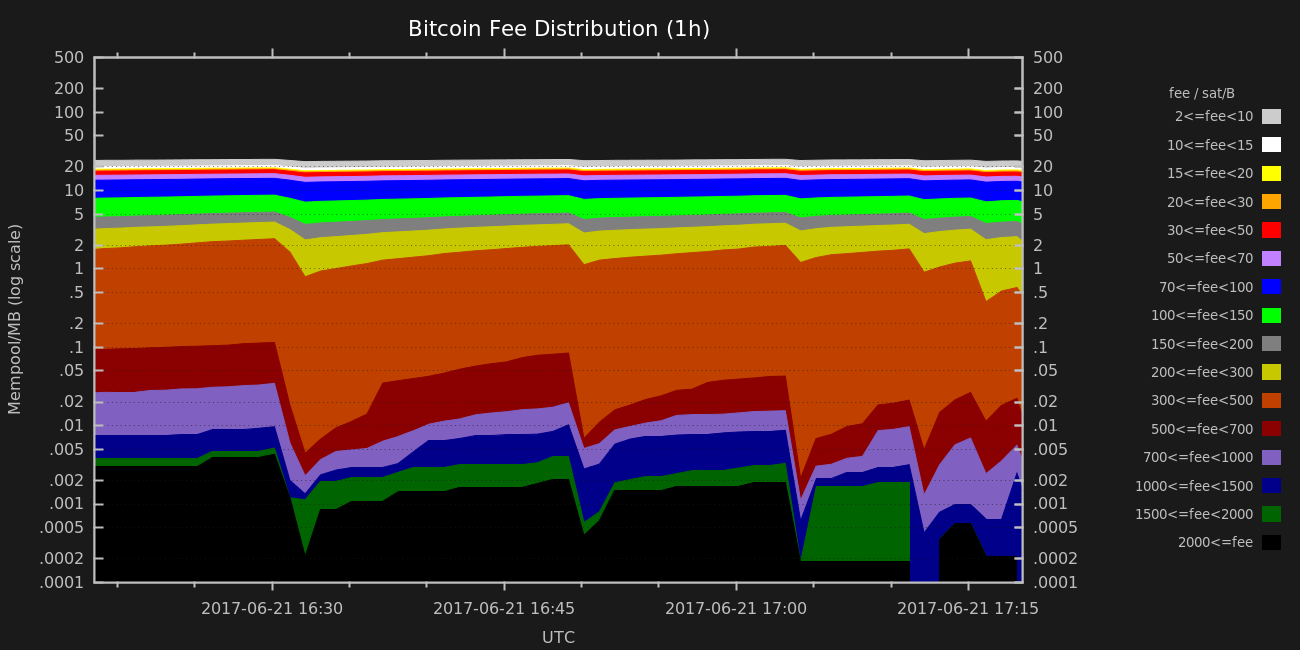 Bitcoin Fee Distribution (1h)
Mempool/MB (log scale)
500
200
100
50
20
10
5
2
1
.5
.2
.1
.05
.02
.01
.005
.002
.001
.0005
.0002
.0001
500
200
100
50
20
10
5
2
1
.5
.2
.1
.05
.02
.01
.005
.002
.001
.0005
.0002
.0001
2017-06-21 16:30
2017-06-21 16:45
2017-06-21 17:00
2017-06-21 17:15
UTC
fee / sat/B
2<=fee<10
10<=fee<15
15<=fee<20
20<=fee<30
30<=fee<50
50<=fee<70
70<=fee<100
100<=fee<150
150<=fee<200
200<=fee<300
300<=fee<500
500<=fee<700
700<=fee<1000
1000<=fee<1500
1500<=fee<2000
2000<=fee